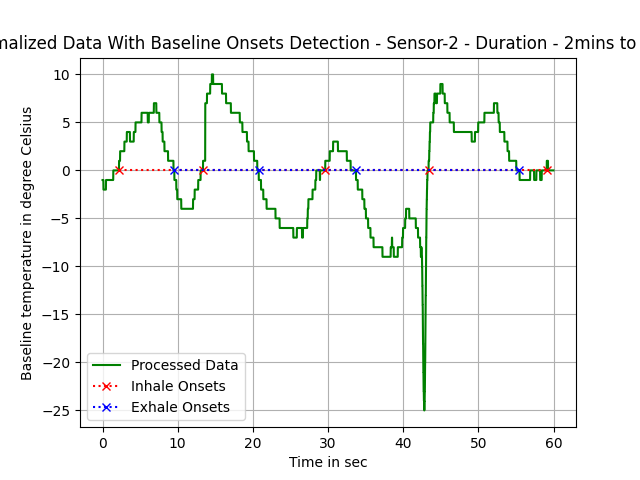 Data With Baseline Onsets Detection - Sensor-2 - Duration - 2mins to
10
5
0
−5
−10
−15
−20
−25
Baseline temperature in degree Celsius
Processed Data
Inhale Onsets
Exhale Onsets
0
10
20
30
40
50
60
Time in sec